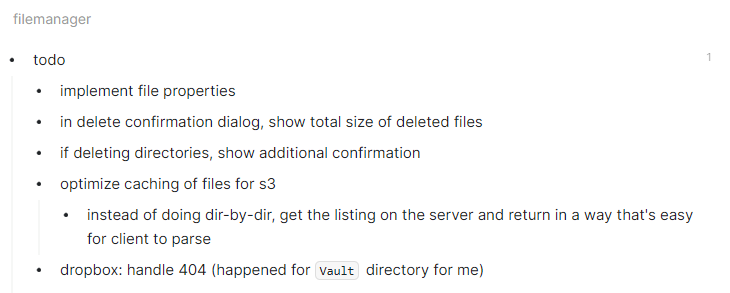 filemanager
todo 1
implement file properties
in delete confirmation dialog, show total size of deleted files
if deleting directories, show additional confirmation
optimize caching of files for s3
instead of doing dir-by-dir, get the listing on the server and return in a way that's easy
for client to parse
dropbox: handle 404 (happened for Vault directory for me)